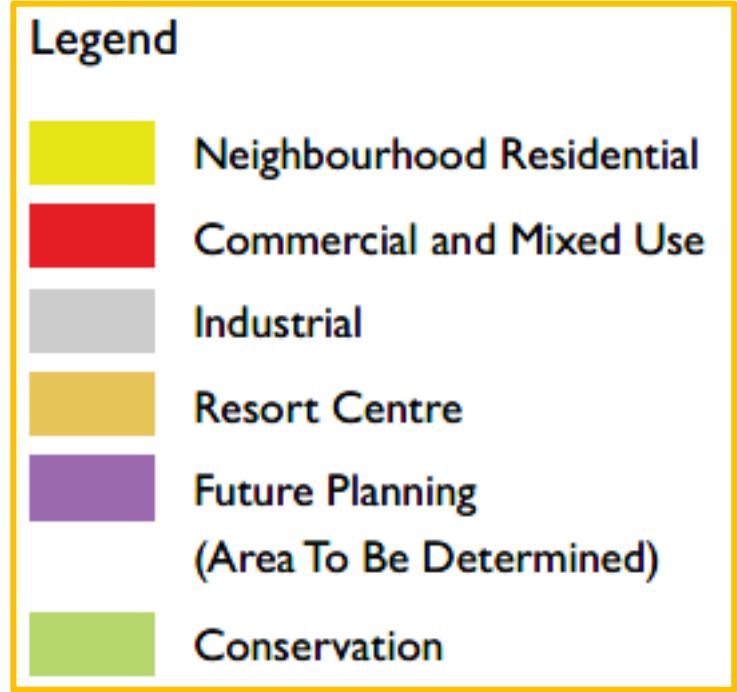 Legend
Neighbourhood Residential
Commercial and Mixed Use
Industrial
Resort Centre
Future Planning
(Area To Be Determined)
Conservation